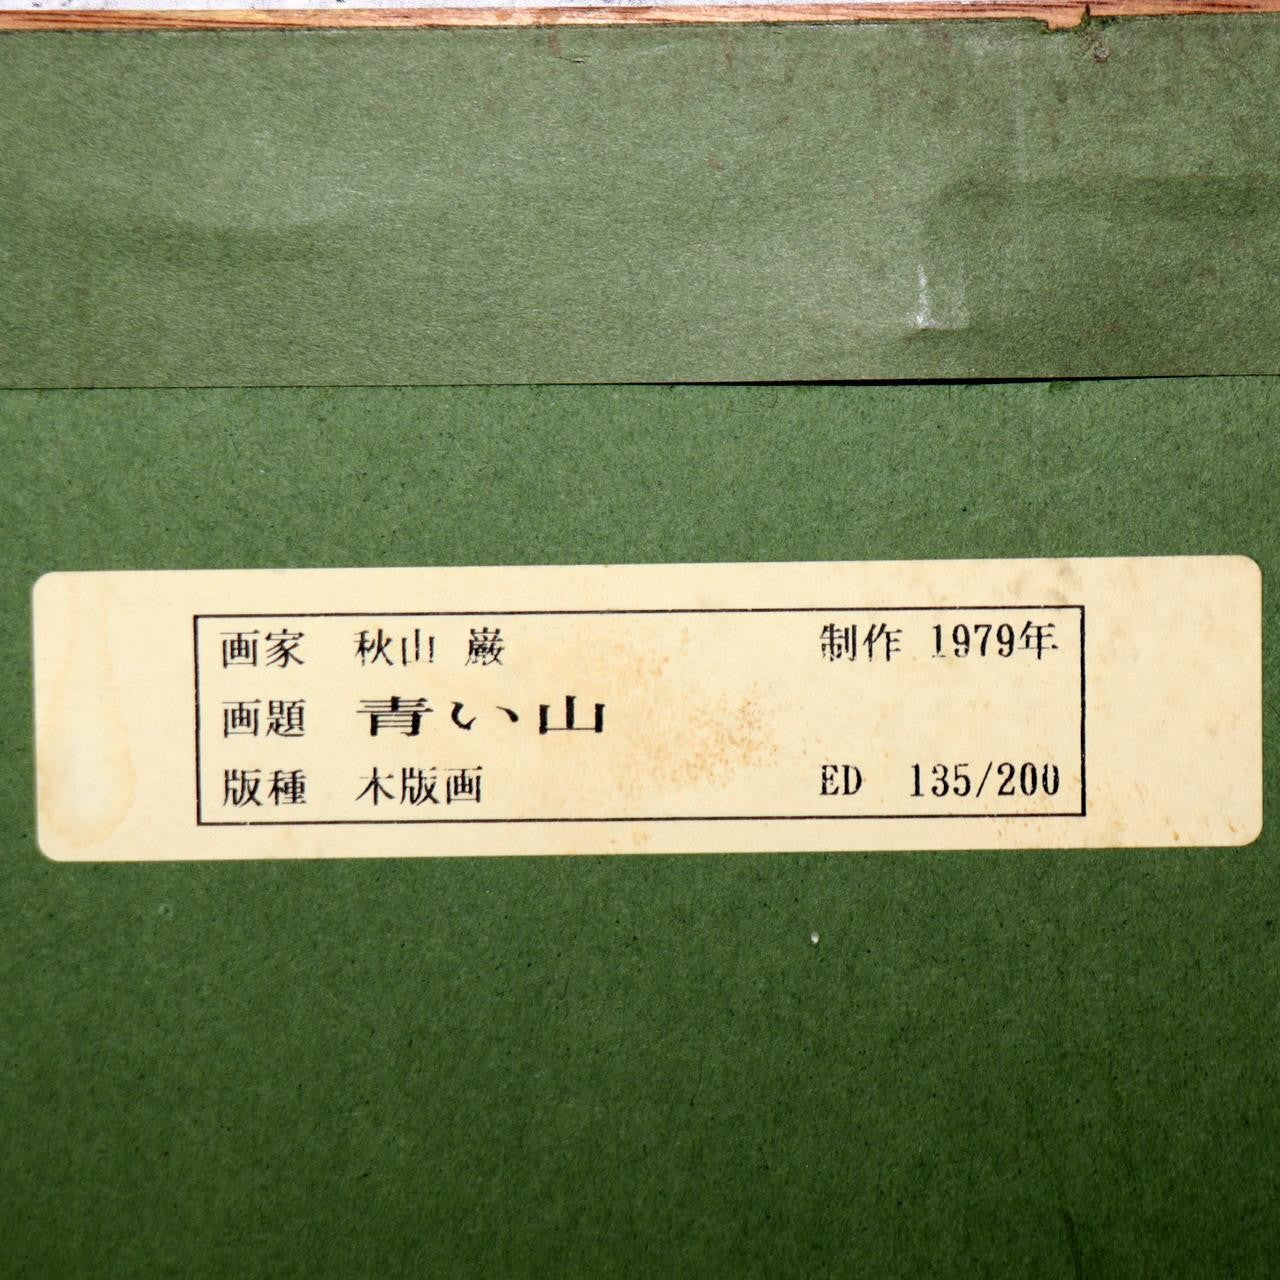 画家 秋山 巌 制作 1979年
画題 青い山
版種 木版画 ED 135/200